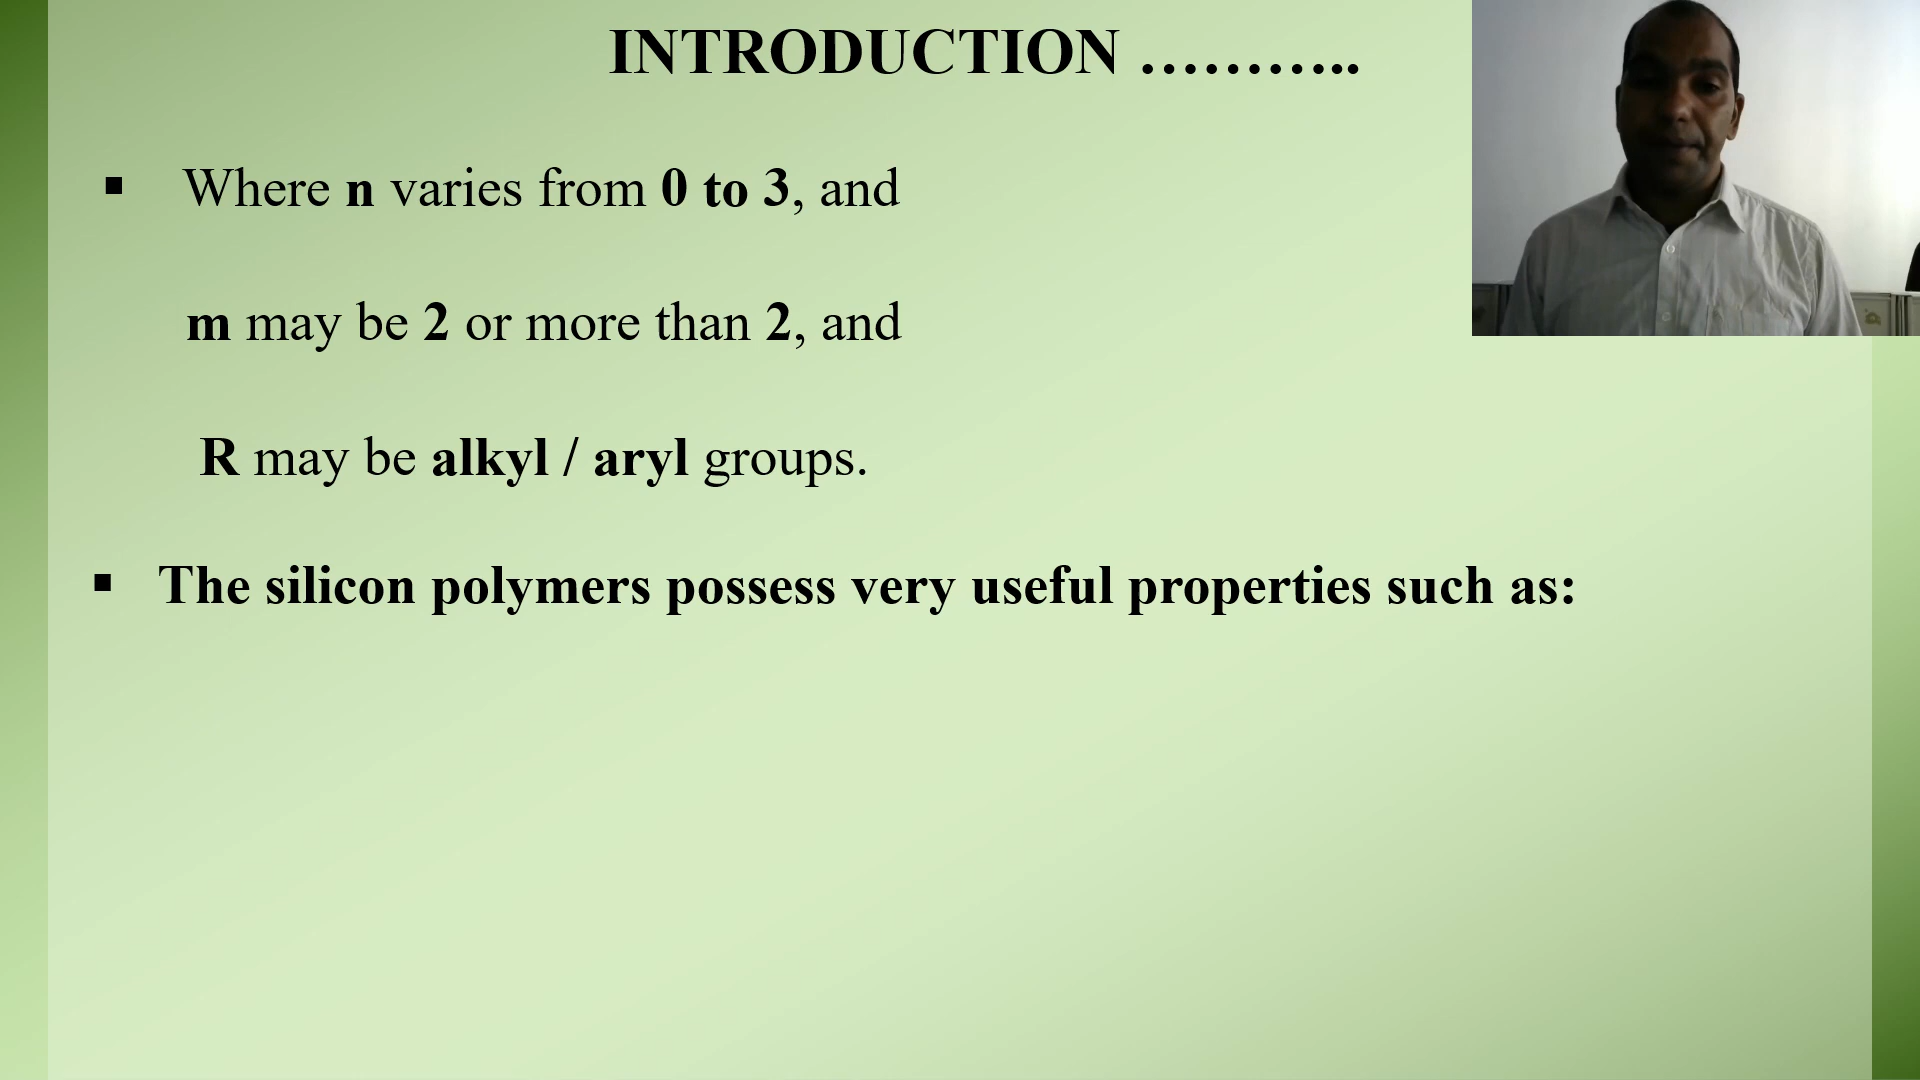 INTRODUCTION ………..
▪ Where n varies from 0 to 3, and
m may be 2 or more than 2, and
R may be alkyl / aryl groups.
▪ The silicon polymers possess very useful properties such as: